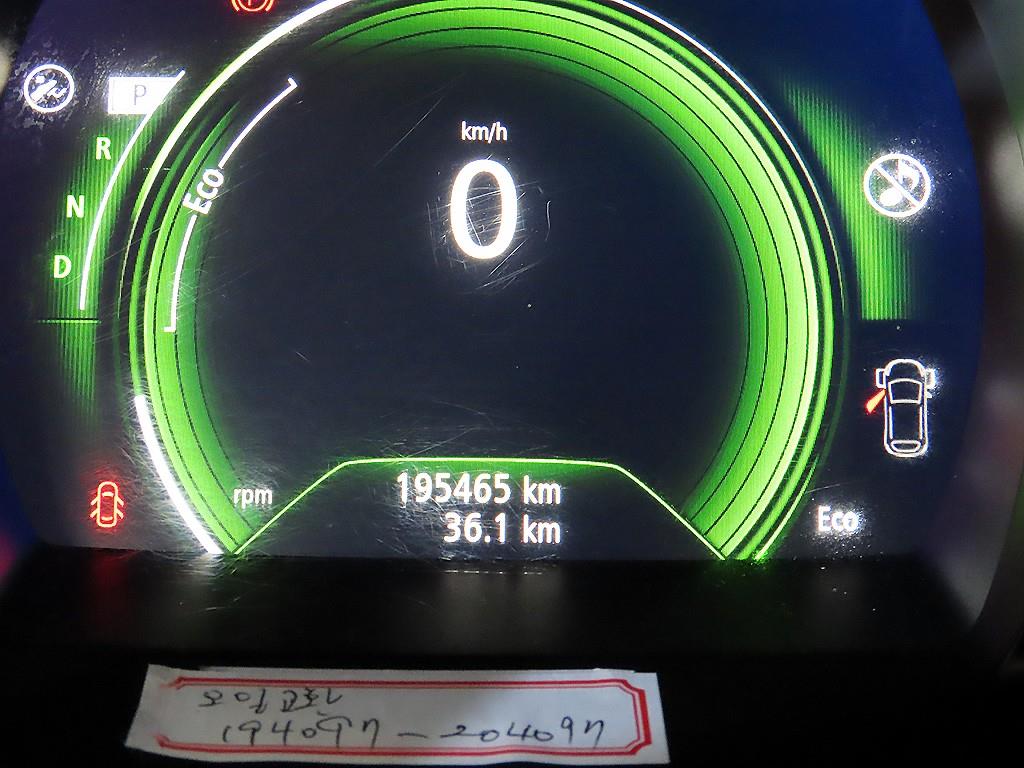 P
R
N
D
Eco
km/h
0
rpm
195465 km
36.1 km
Eco
오일교환
194097 - 204097